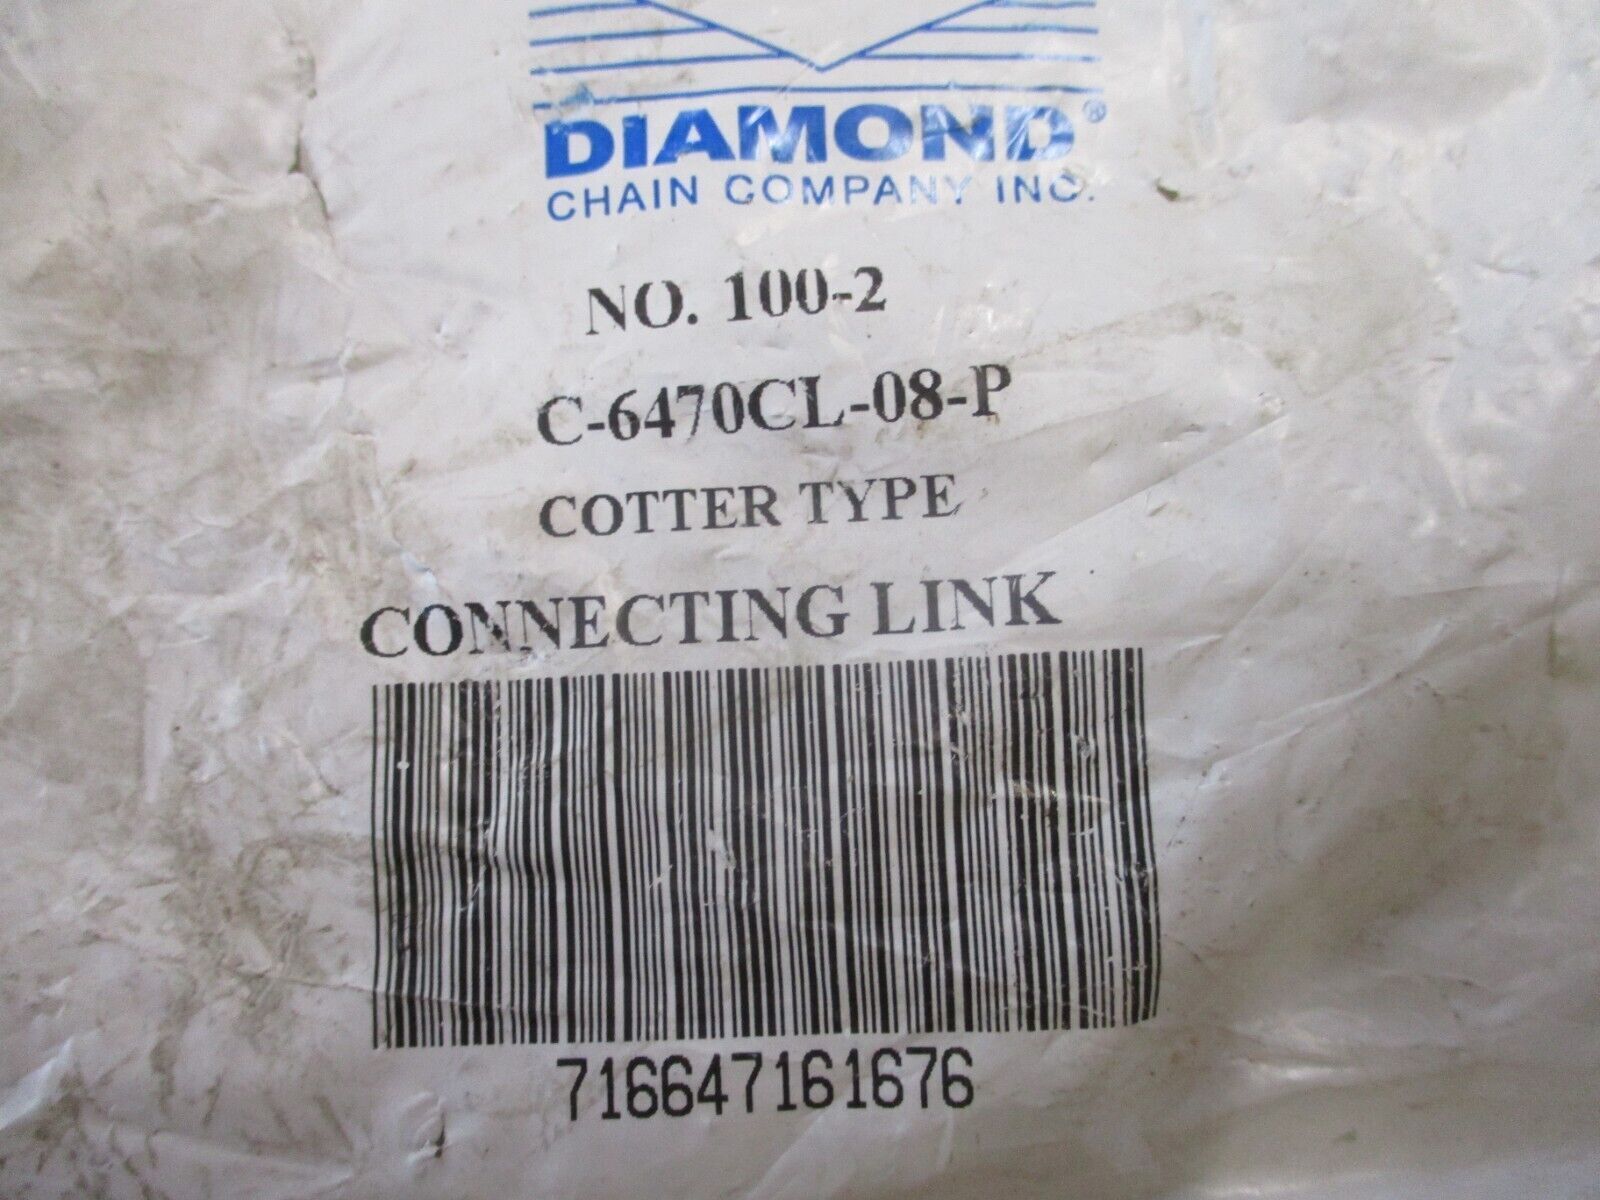 DIAMOND®
CHAIN COMPANY INC.
NO. 100-2
C-6470CL-08-P
COTTER TYPE
CONNECTING LINK
716647161676